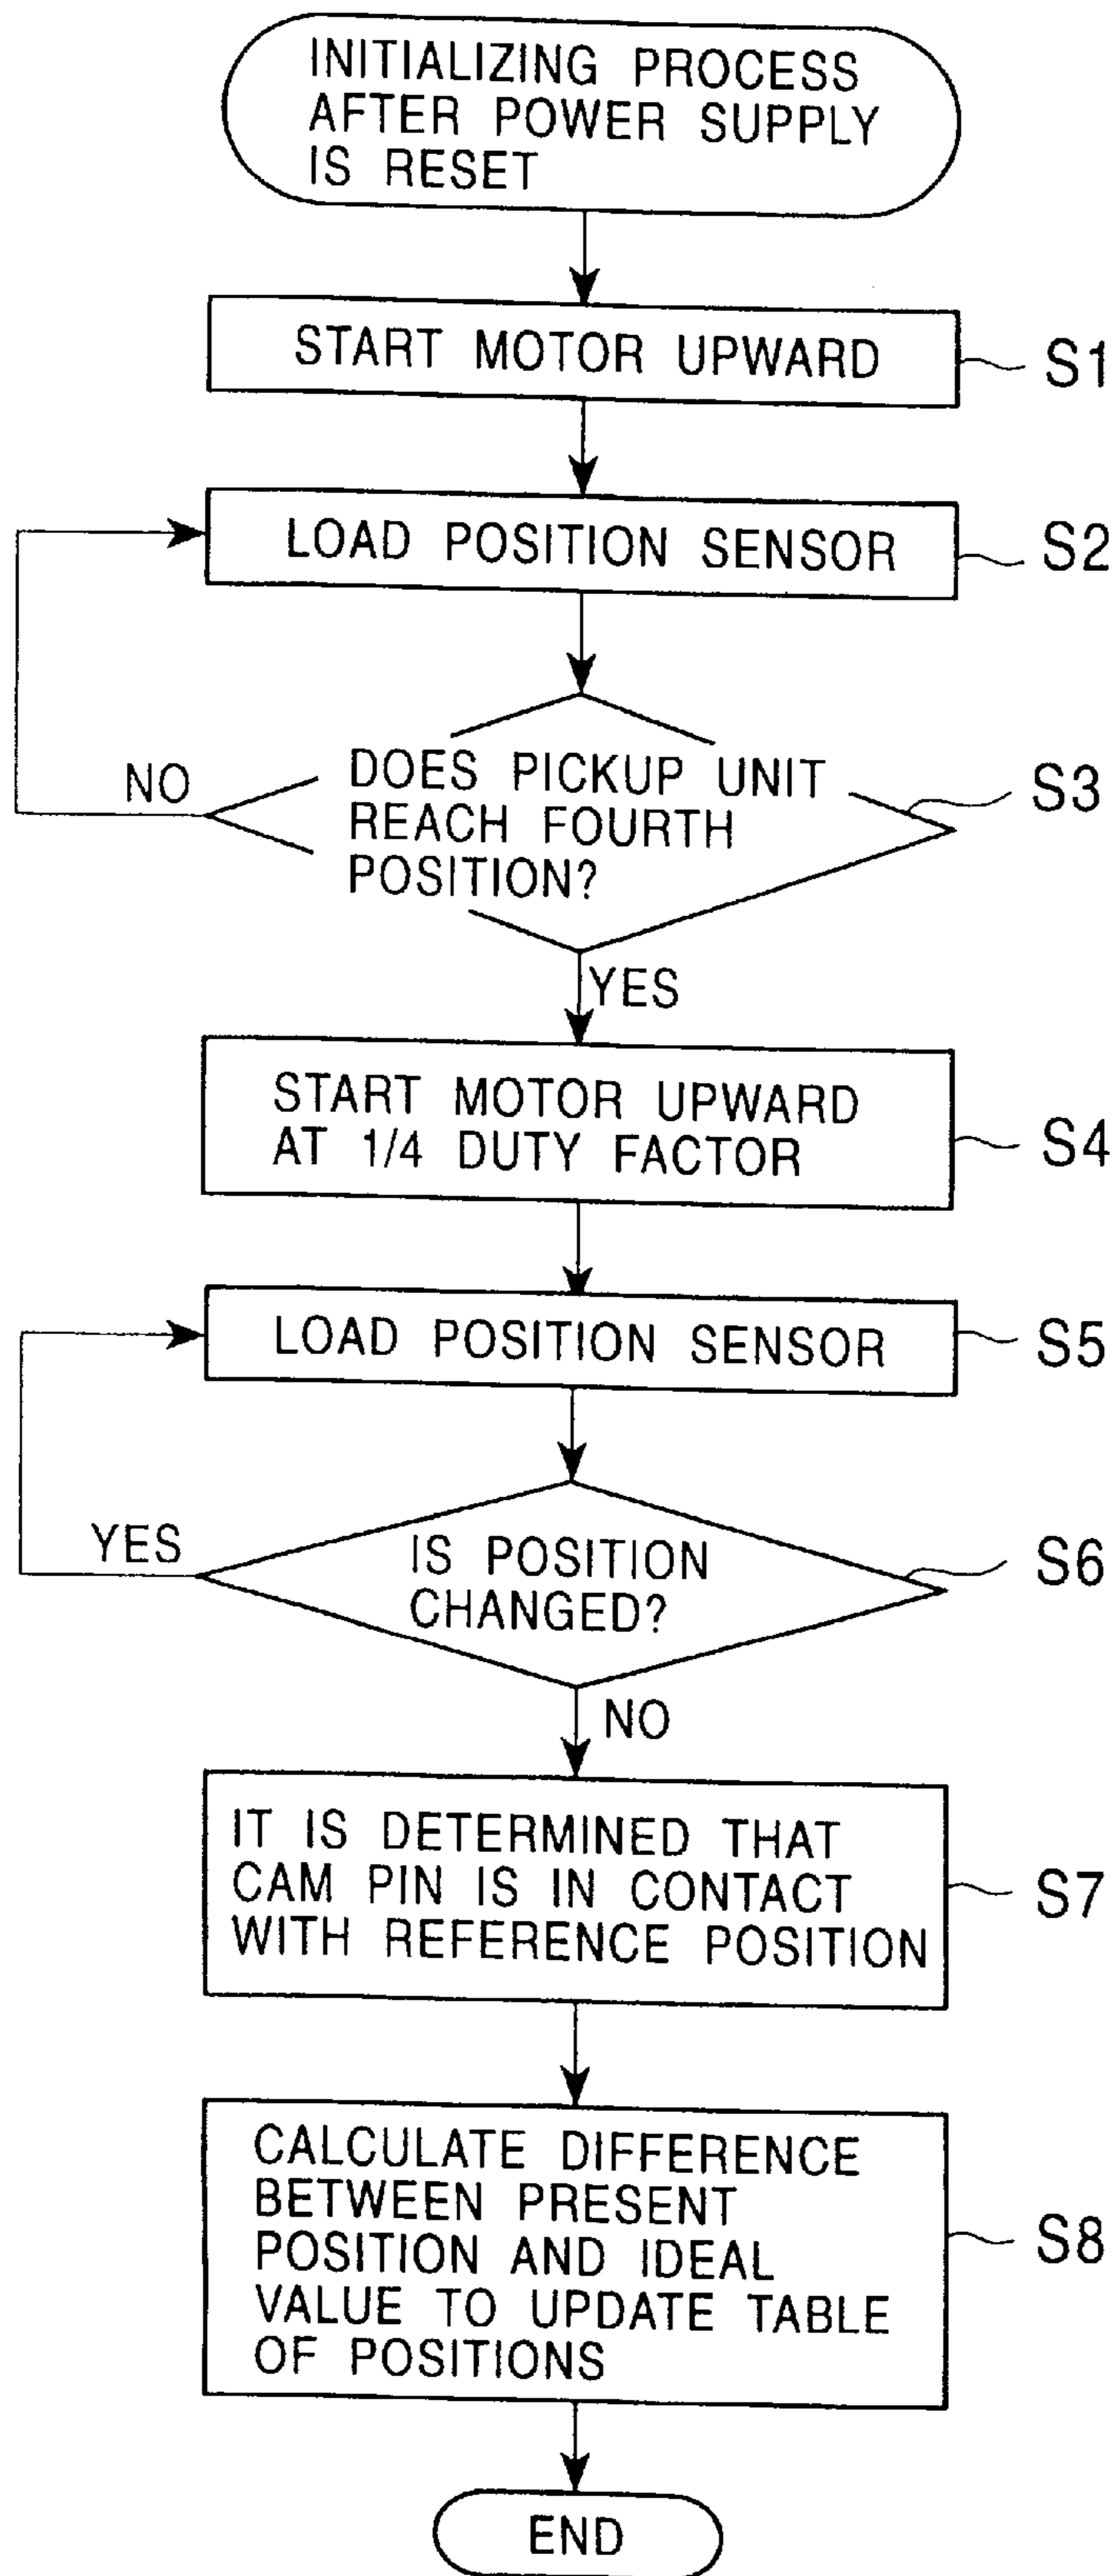 INITIALIZING PROCESS
AFTER POWER SUPPLY
IS RESET
START MOTOR UPWARD
S1
LOAD POSITION SENSOR
S2
DOES PICKUP UNIT
REACH FOURTH
POSITION?
S3
NO
YES
START MOTOR UPWARD
AT 1/4 DUTY FACTOR
S4
LOAD POSITION SENSOR
S5
IS POSITION
CHANGED?
S6
YES
NO
IT IS DETERMINED THAT
CAM PIN IS IN CONTACT
WITH REFERENCE POSITION
S7
CALCULATE DIFFERENCE
BETWEEN PRESENT
POSITION AND IDEAL
VALUE TO UPDATE TABLE
OF POSITIONS
S8
END